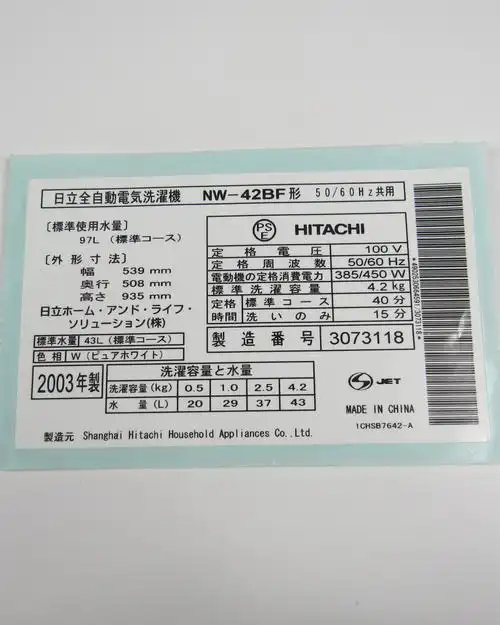 日立全自動電気洗濯機 NW-42BF形 50/60Hz共用
〔標準使用水量〕
97L (標準コース)
〔外形寸法〕
幅 539 mm
奥行 508 mm
高さ 935 mm
日立ホーム・アンド・ライフ・
ソリューション(株)
標準水量 43L (標準コース)
色相 W (ピュアホワイト)
PSE HITACHI
定格電圧 100 V
定格周波数 50/60 Hz
電動機の定格消費電力 385/450 W
標準洗濯容量 4.2 kg
定格時間 標準コース 40 分
洗いのみ 15 分
製造番号 3073118
2003年製
洗濯容量と水量
洗濯容量(kg) 0.5 1.0 2.5 4.2
水量 (L) 20 29 37 43
JET
MADE IN CHINA
1CHSB7642-A
製造元 Shanghai Hitachi Household Appliances Co.,Ltd.